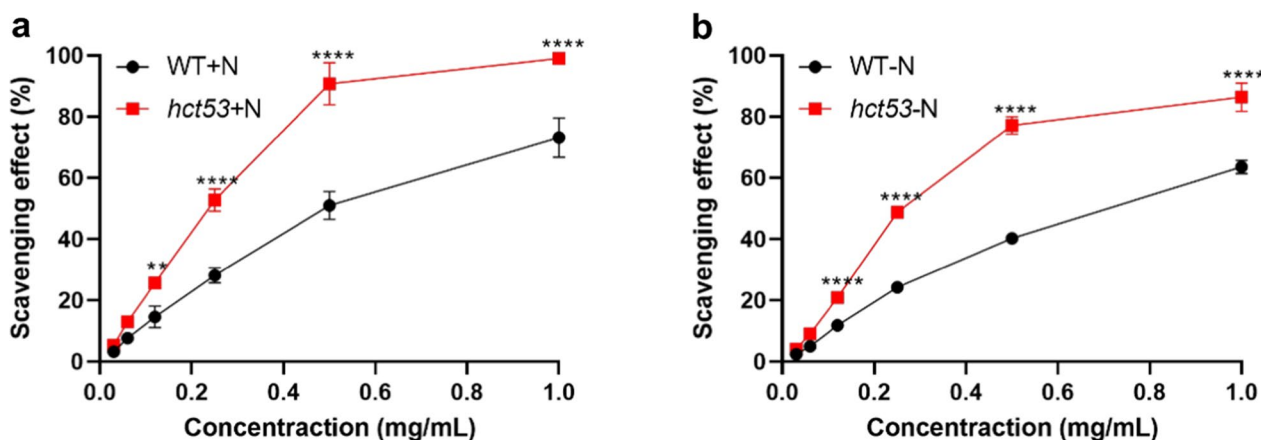 a
WT+N
hct53+N
**
****
****
****
100
80
60
40
20
0
Scavenging effect (%)
0.0 0.2 0.4 0.6 0.8 1.0
Concentraction (mg/mL)
b
WT-N
hct53-N
****
****
****
****
100
80
60
40
20
0
Scavenging effect (%)
0.0 0.2 0.4 0.6 0.8 1.0
Concentraction (mg/mL)